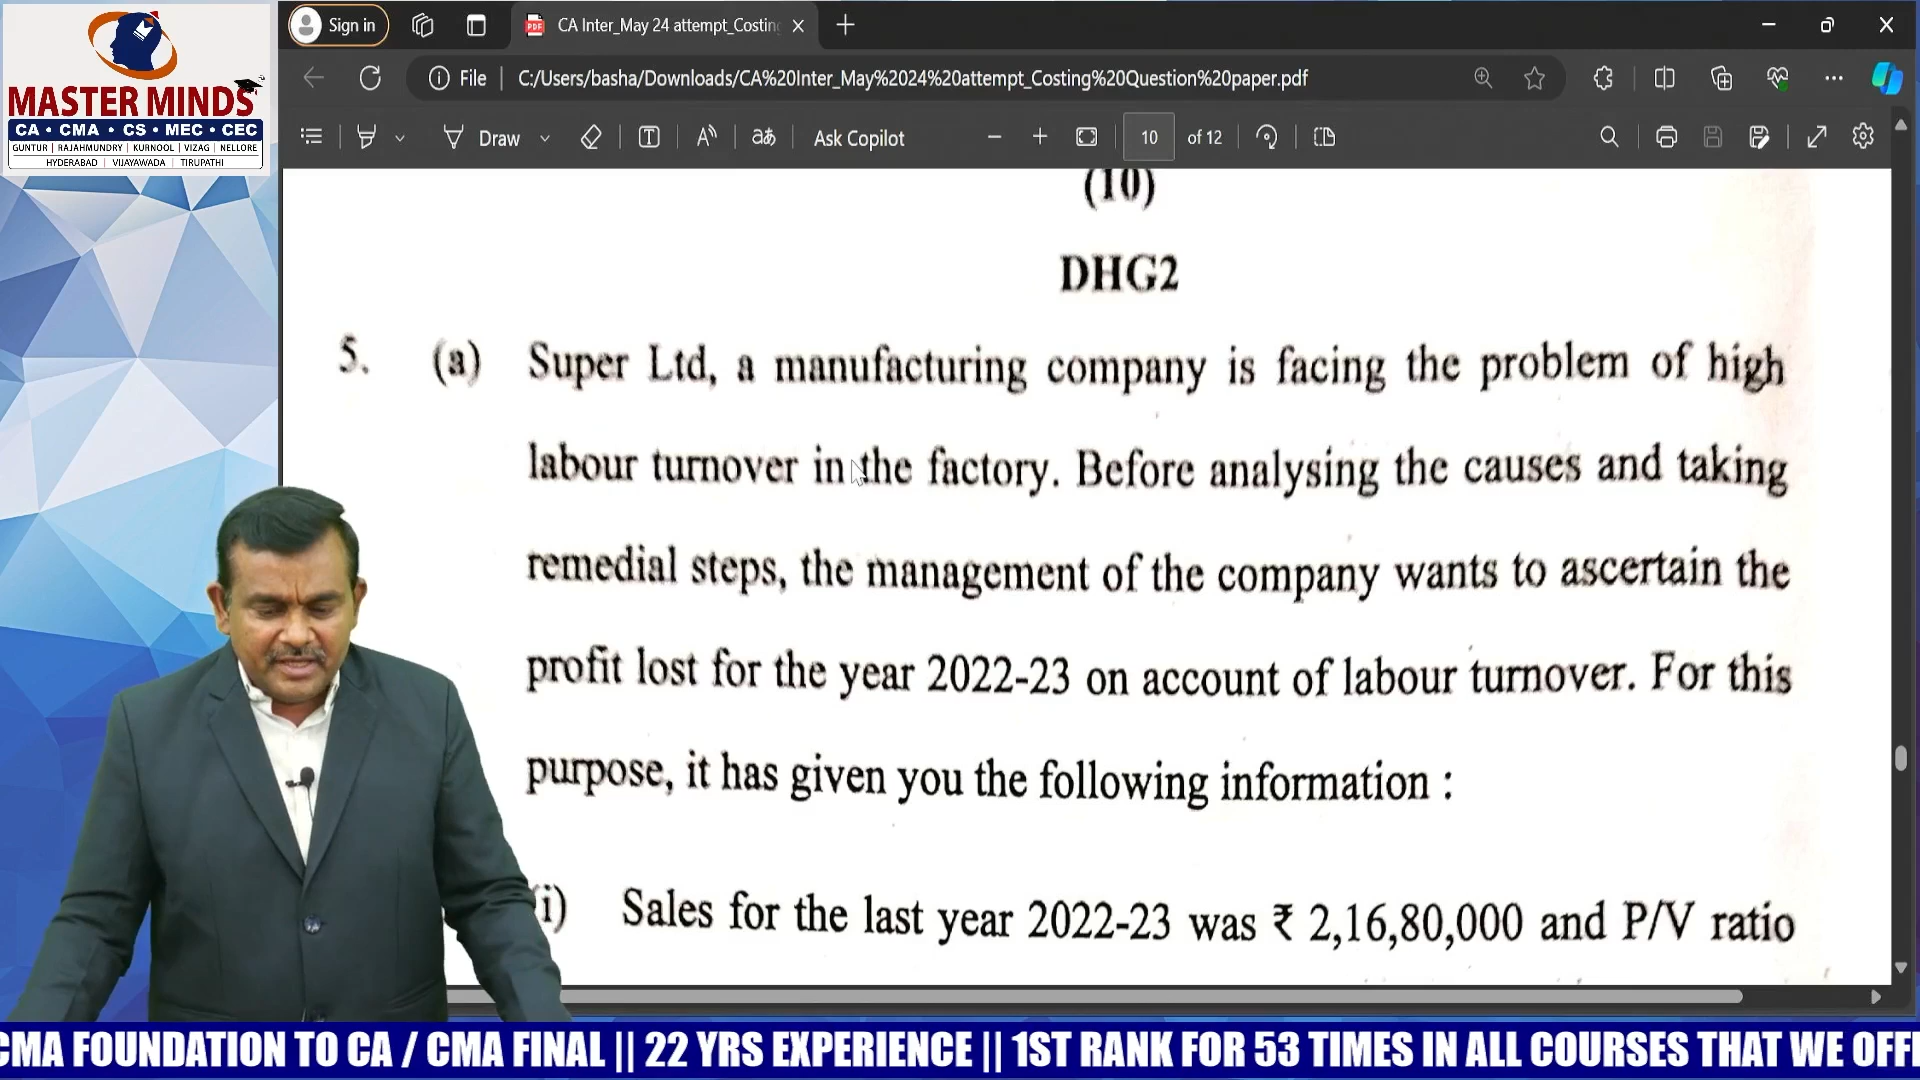 MASTER MINDS
CA • CMA • CS • MEC • CEC
GUNTUR | RAJAHMUNDRY | KURNOOL | VIZAG | NELLORE
HYDERABAD | VIJAYAWADA | TIRUPATHI
Sign in
PDF
CA Inter_May 24 attempt_Costing
File
C:/Users/basha/Downloads/CA%20Inter_May%2024%20attempt_Costing%20Question%20paper.pdf
Draw
Ask Copilot
10 of 12
(10)
DHG2
5. (a) Super Ltd, a manufacturing company is facing the problem of high
labour turnover in the factory. Before analysing the causes and taking
remedial steps, the management of the company wants to ascertain the
profit lost for the year 2022-23 on account of labour turnover. For this
purpose, it has given you the following information :
(i) Sales for the last year 2022-23 was ₹ 2,16,80,000 and P/V ratio
CMA FOUNDATION TO CA / CMA FINAL || 22 YRS EXPERIENCE || 1ST RANK FOR 53 TIMES IN ALL COURSES THAT WE OFF